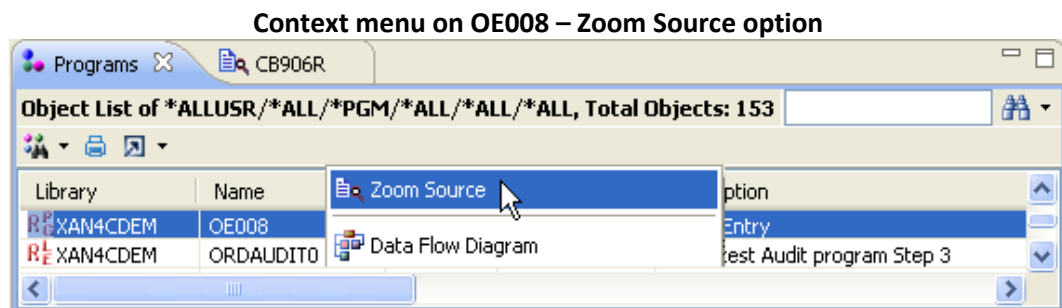 Context menu on OE008 – Zoom Source option
Programs CB906R
Object List of *ALLUSR/*ALL/*PGM/*ALL/*ALL/*ALL, Total Objects: 153
Library Name Zoom Source ption
XAN4CDEM OE008 Entry
XAN4CDEM ORDAUDIT0 Data Flow Diagram est Audit program Step 3